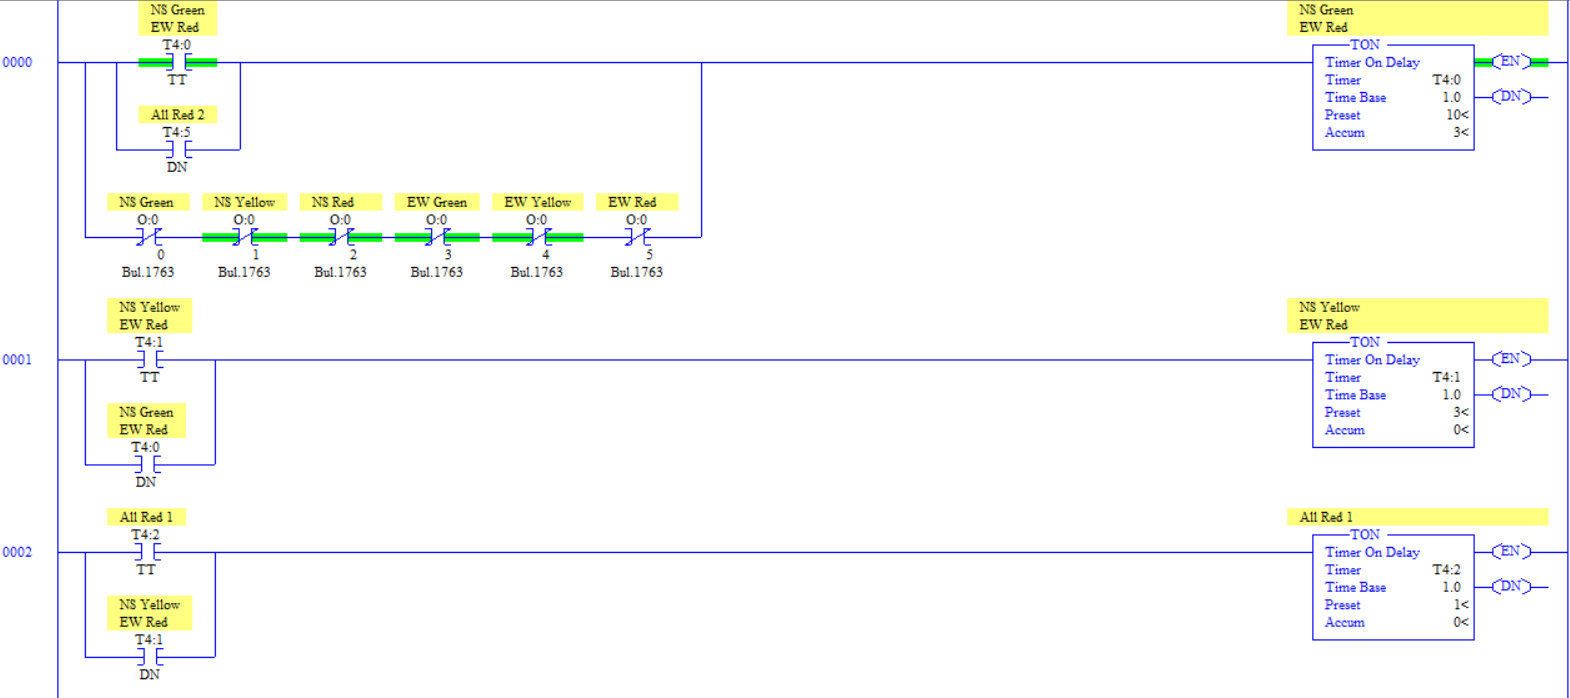 NS Green
EW Red
T4:0
TT
0000
NS Green
EW Red
TON
Timer On Delay
Timer T4:0
Time Base 1.0
Preset 10<
Accum 3<
EN
DN
All Red 2
T4:5
DN
NS Green NS Yellow NS Red EW Green EW Yellow EW Red
O:0 O:0 O:0 O:0 O:0 O:0
0 1 2 3 4 5
Bul.1763 Bul.1763 Bul.1763 Bul.1763 Bul.1763 Bul.1763
NS Yellow
EW Red
T4:1
TT
0001
NS Yellow
EW Red
TON
Timer On Delay
Timer T4:1
Time Base 1.0
Preset 3<
Accum 0<
EN
DN
NS Green
EW Red
T4:0
DN
All Red 1
T4:2
TT
0002
All Red 1
TON
Timer On Delay
Timer T4:2
Time Base 1.0
Preset 1<
Accum 0<
EN
DN
NS Yellow
EW Red
T4:1
DN